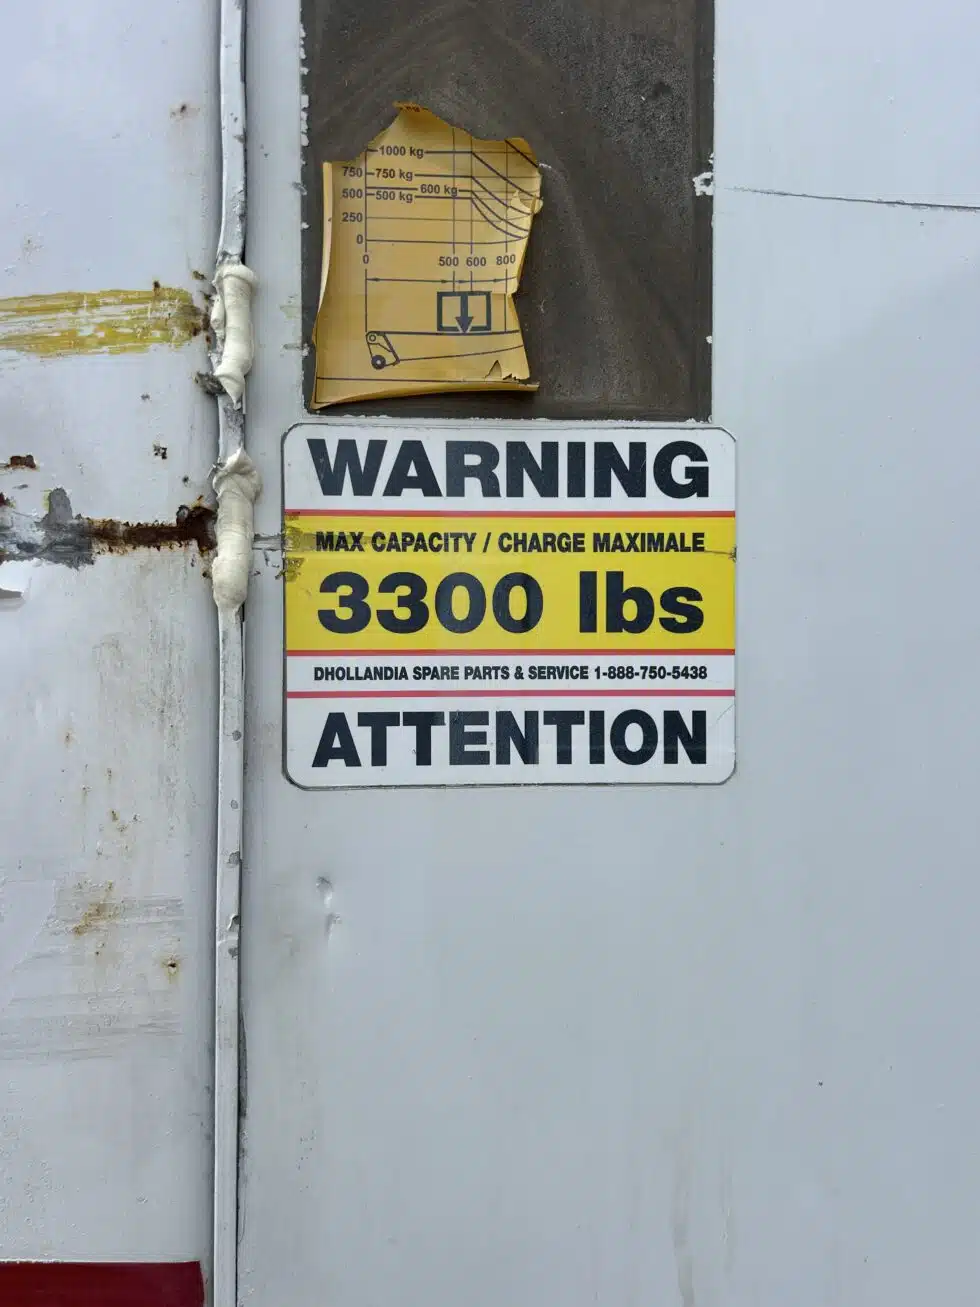 1000 kg
750 750 kg
600 kg
500 500 kg
250
0
0 500 600 800
WARNING
MAX CAPACITY / CHARGE MAXIMALE
3300 lbs
DHOLLANDIA SPARE PARTS & SERVICE 1-888-750-5438
ATTENTION